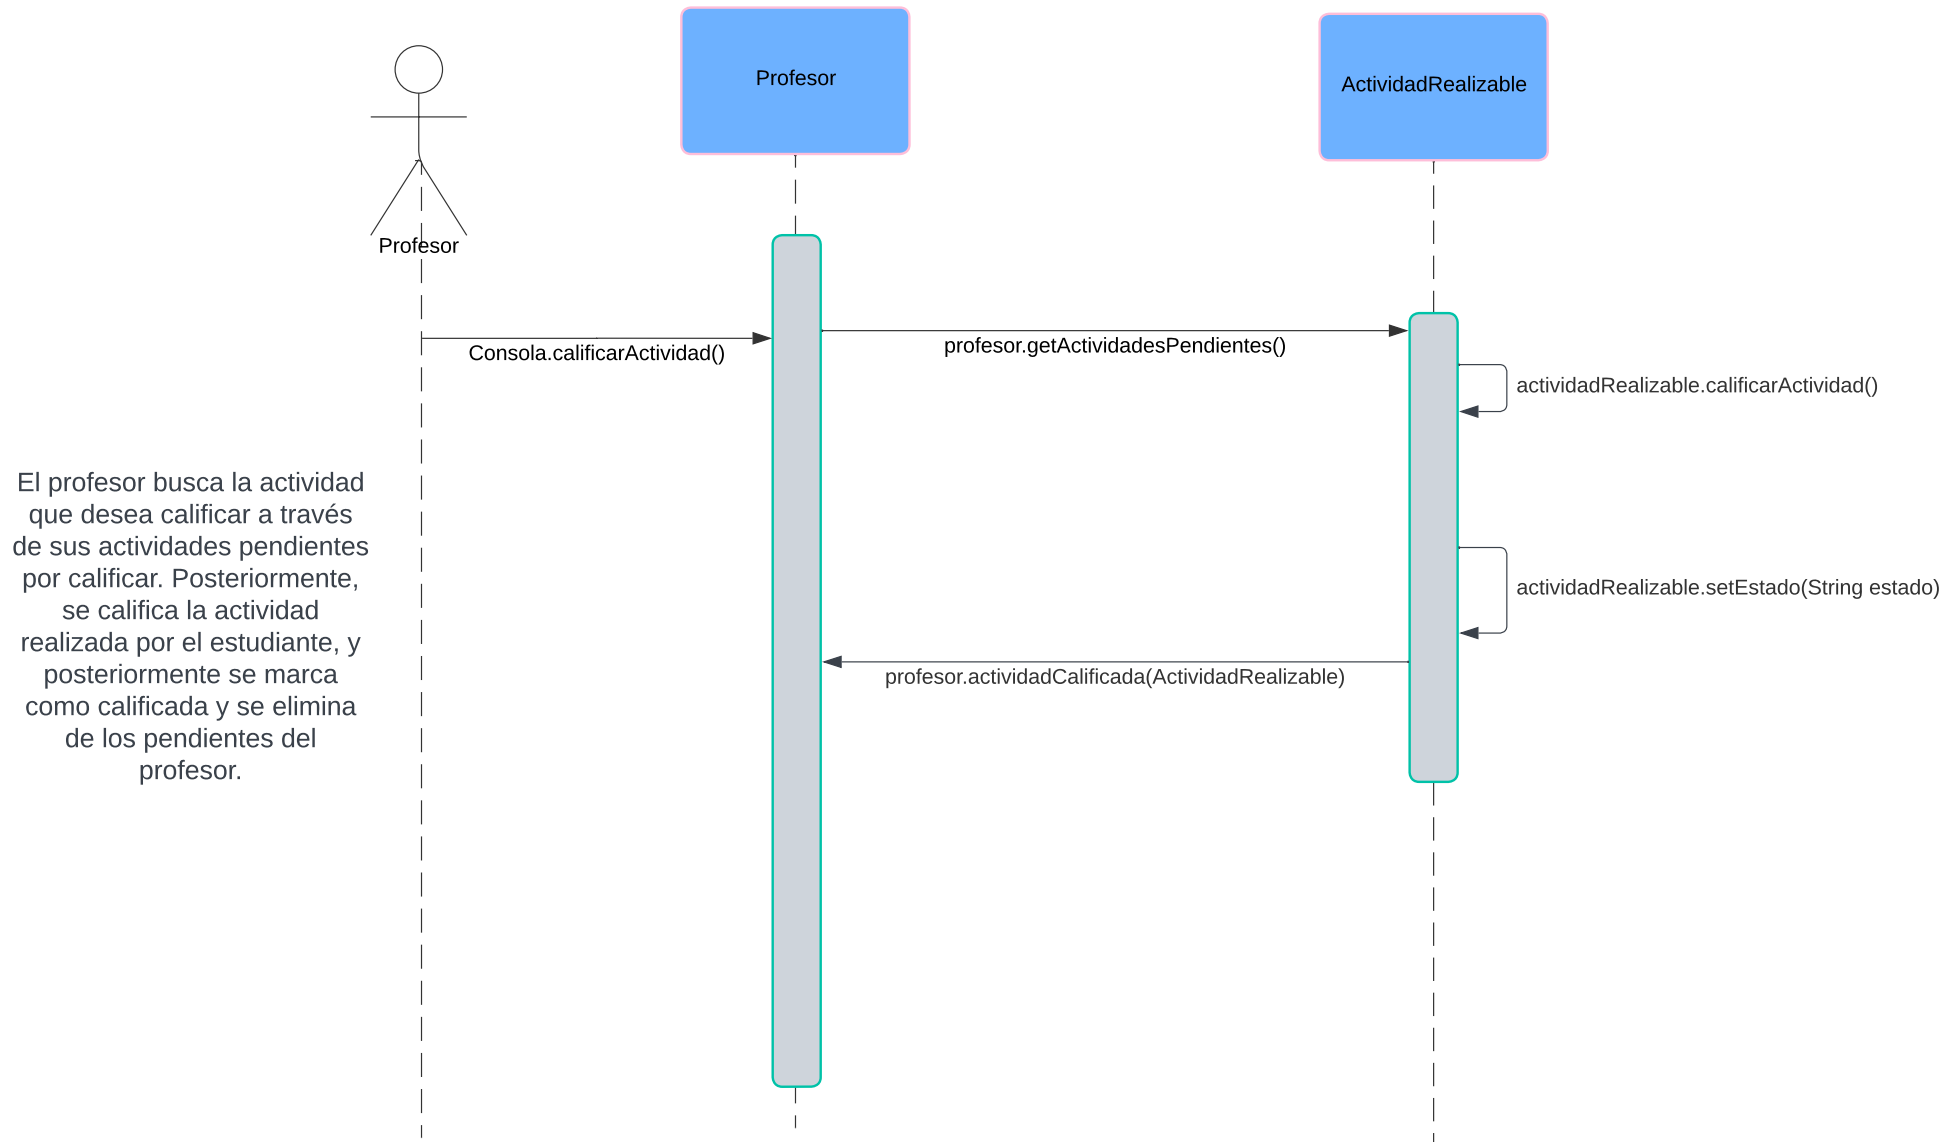 Profesor
ActividadRealizable
Profesor
Consola.calificarActividad()
profesor.getActividadesPendientes()
actividadRealizable.calificarActividad()
El profesor busca la actividad
que desea calificar a través
de sus actividades pendientes
por calificar. Posteriormente,
se califica la actividad
realizada por el estudiante, y
posteriormente se marca
como calificada y se elimina
de los pendientes del
profesor.
actividadRealizable.setEstado(String estado)
profesor.actividadCalificada(ActividadRealizable)